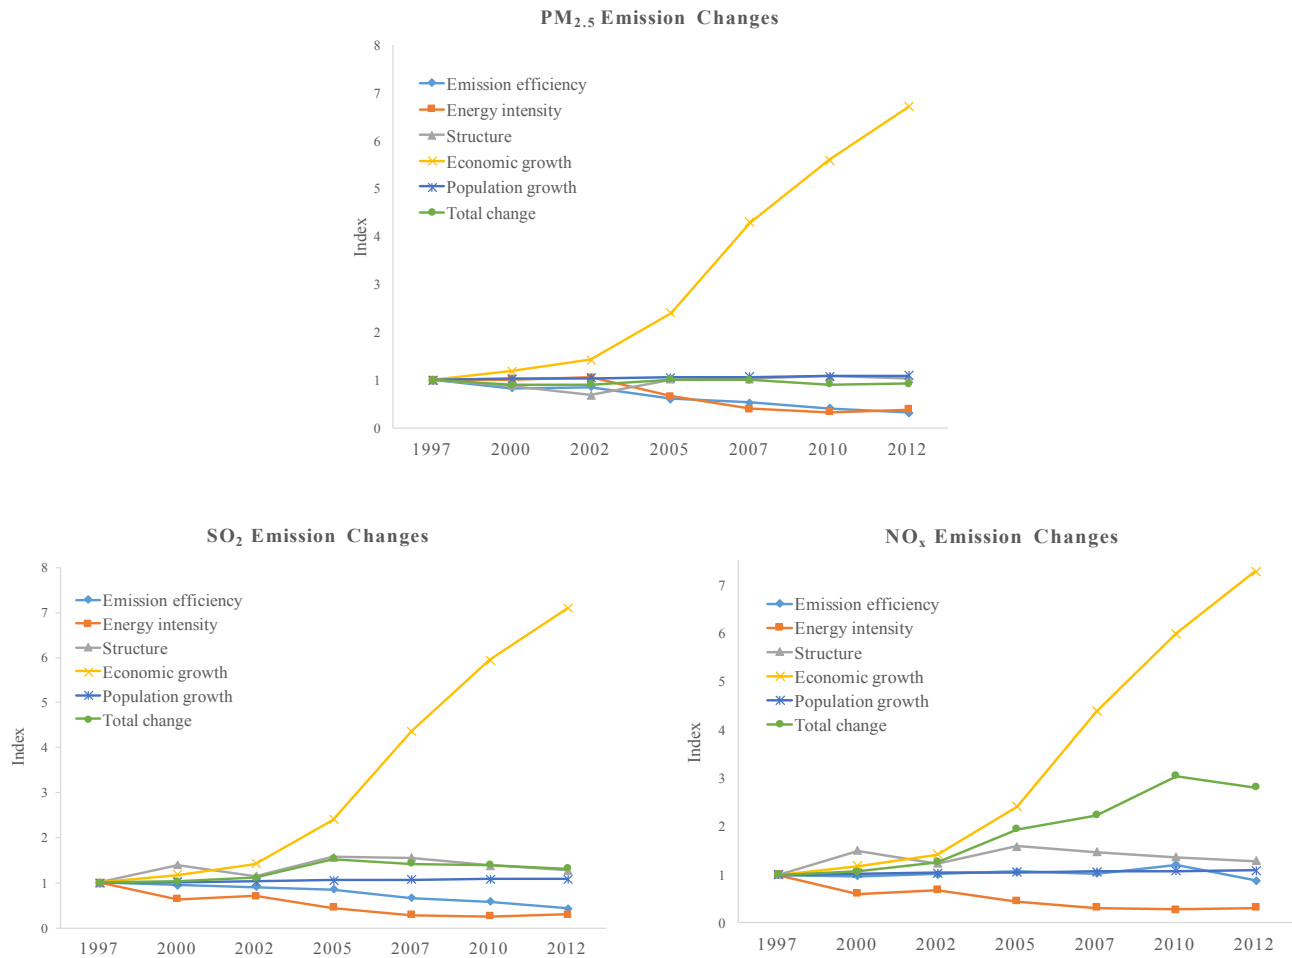 PM2.5 Emission Changes
8
7
6
5
4
3
2
1
0
Index
Emission efficiency
Energy intensity
Structure
Economic growth
Population growth
Total change
1997 2000 2002 2005 2007 2010 2012
SO2 Emission Changes
8
7
6
5
4
3
2
1
0
Index
Emission efficiency
Energy intensity
Structure
Economic growth
Population growth
Total change
1997 2000 2002 2005 2007 2010 2012
NOx Emission Changes
7
6
5
4
3
2
1
0
Index
Emission efficiency
Energy intensity
Structure
Economic growth
Population growth
Total change
1997 2000 2002 2005 2007 2010 2012